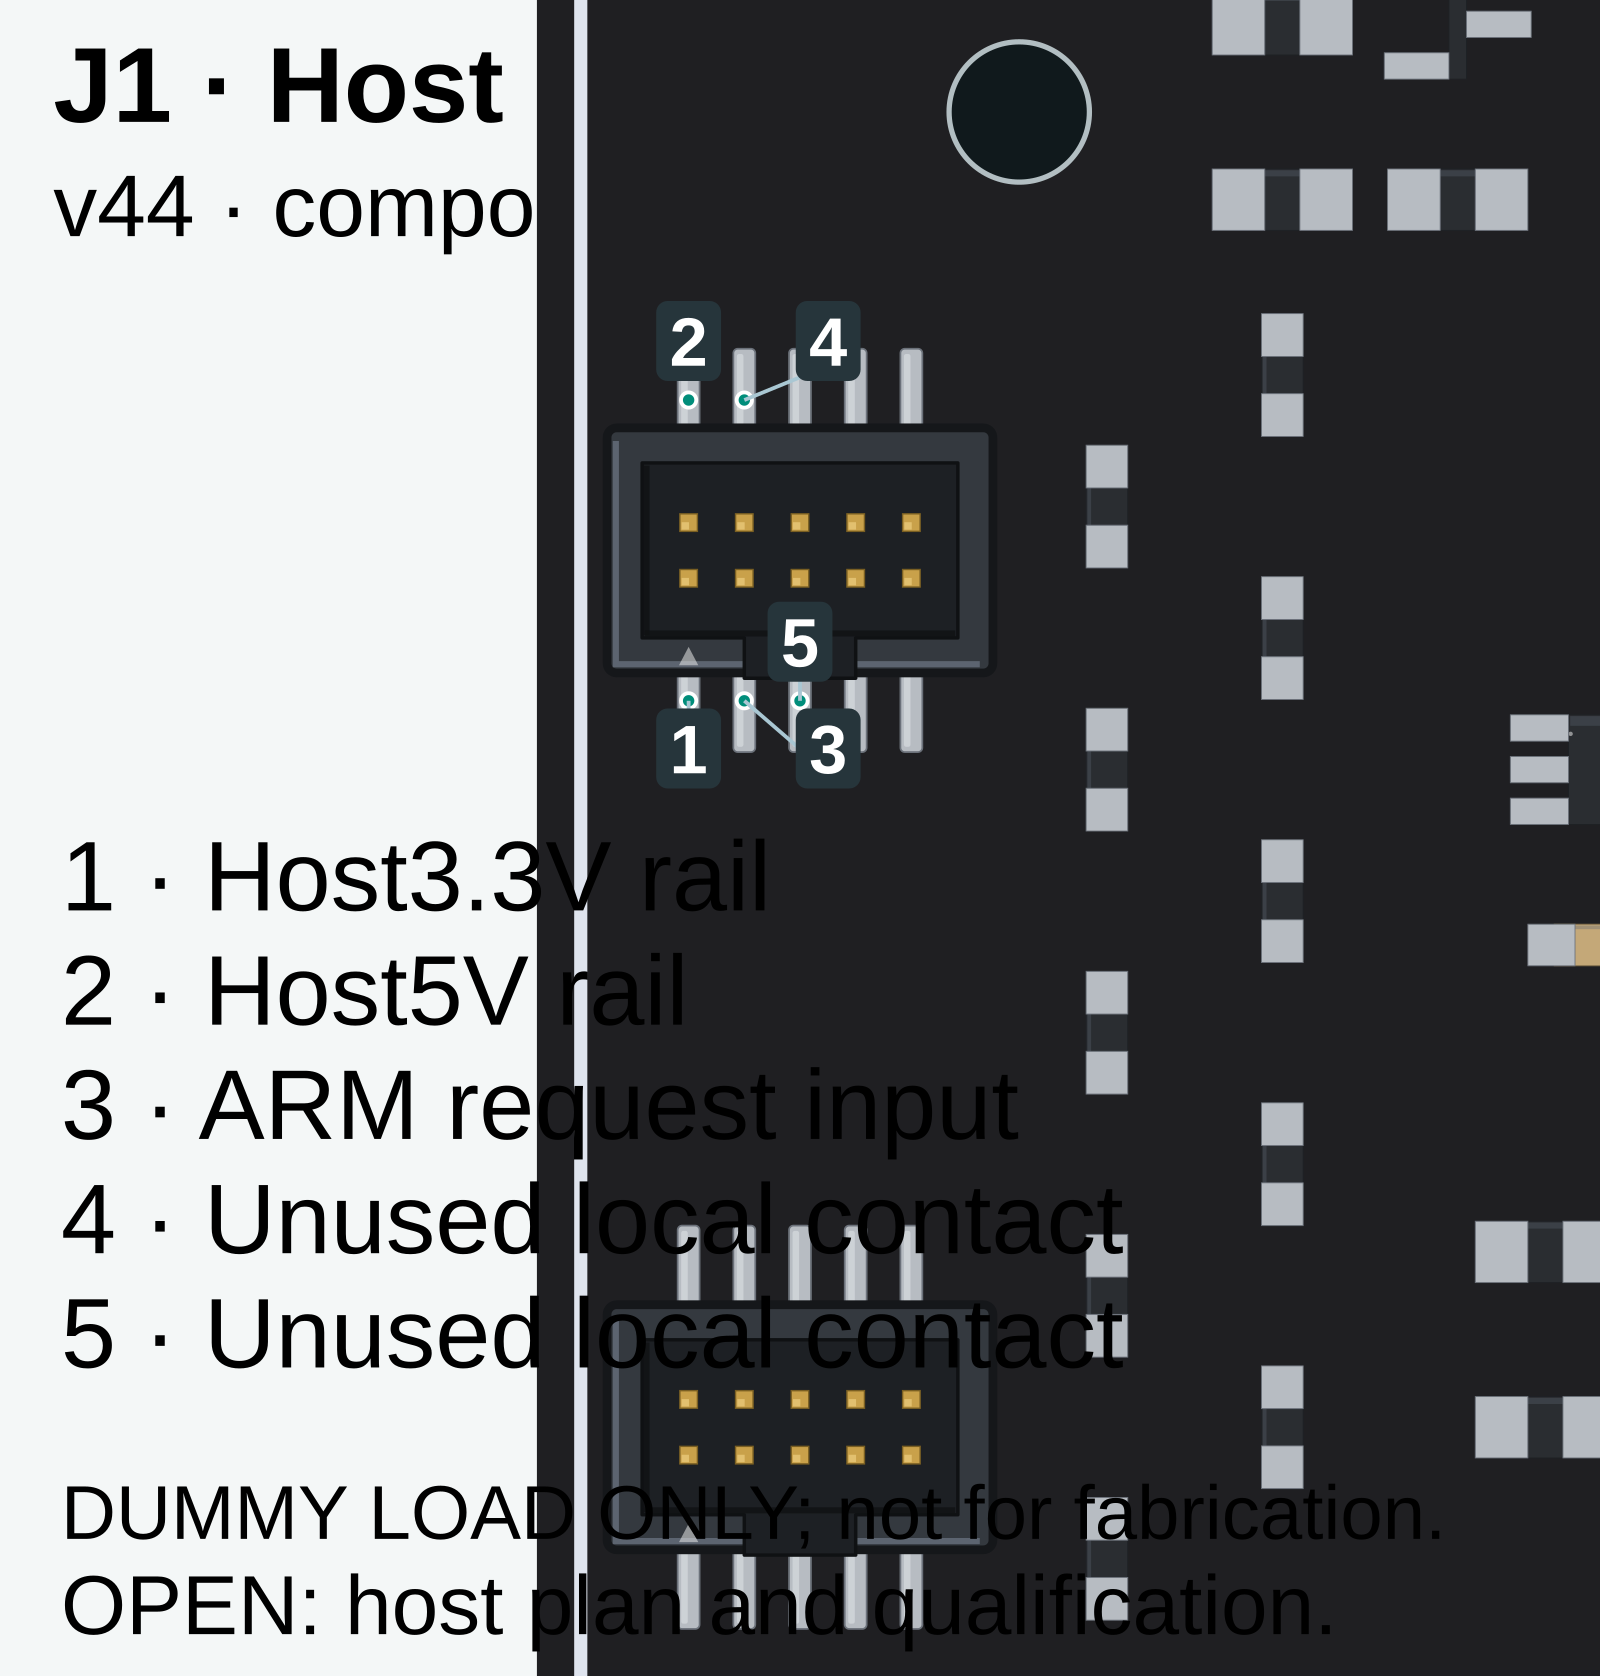 J1 · Host
v44 · compo
2 4
5
1 3
1 · Host3.3V rail
2 · Host5V rail
3 · ARM request input
4 · Unused local contact
5 · Unused local contact
DUMMY LOAD ONLY; not for fabrication.
OPEN: host plan and qualification.